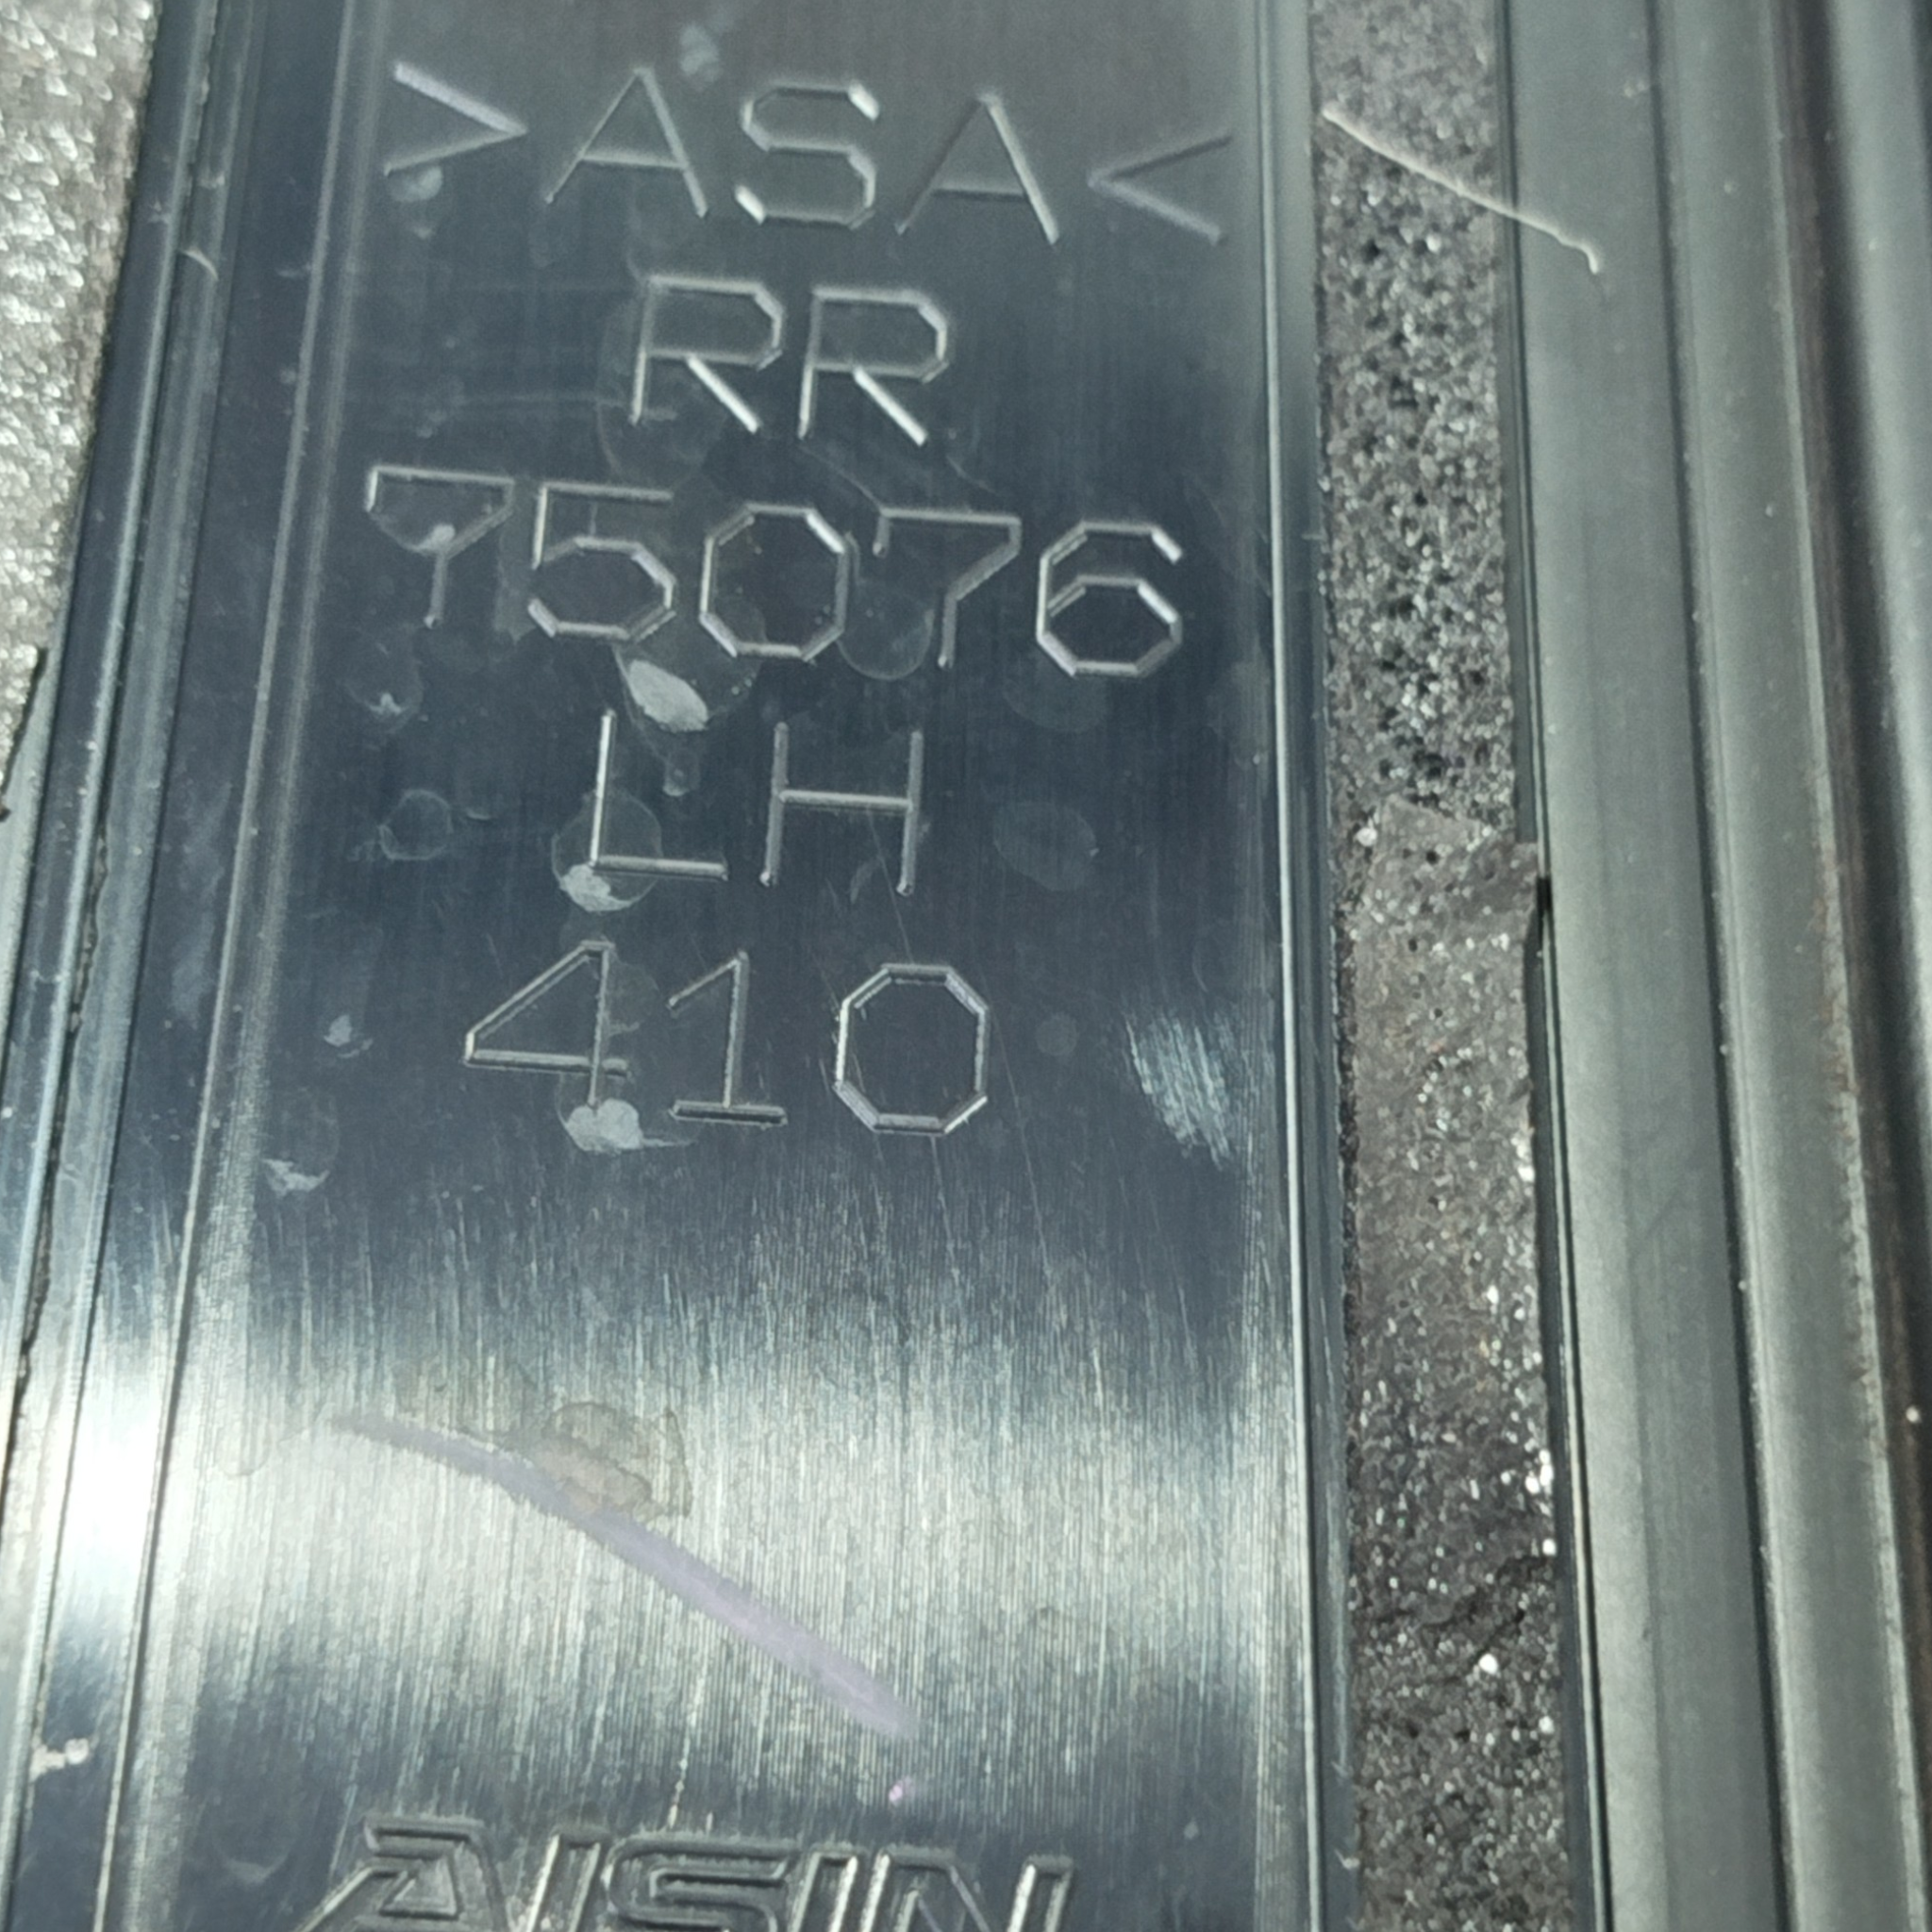 >ASA<
RR
75076
LH
410
AISIN